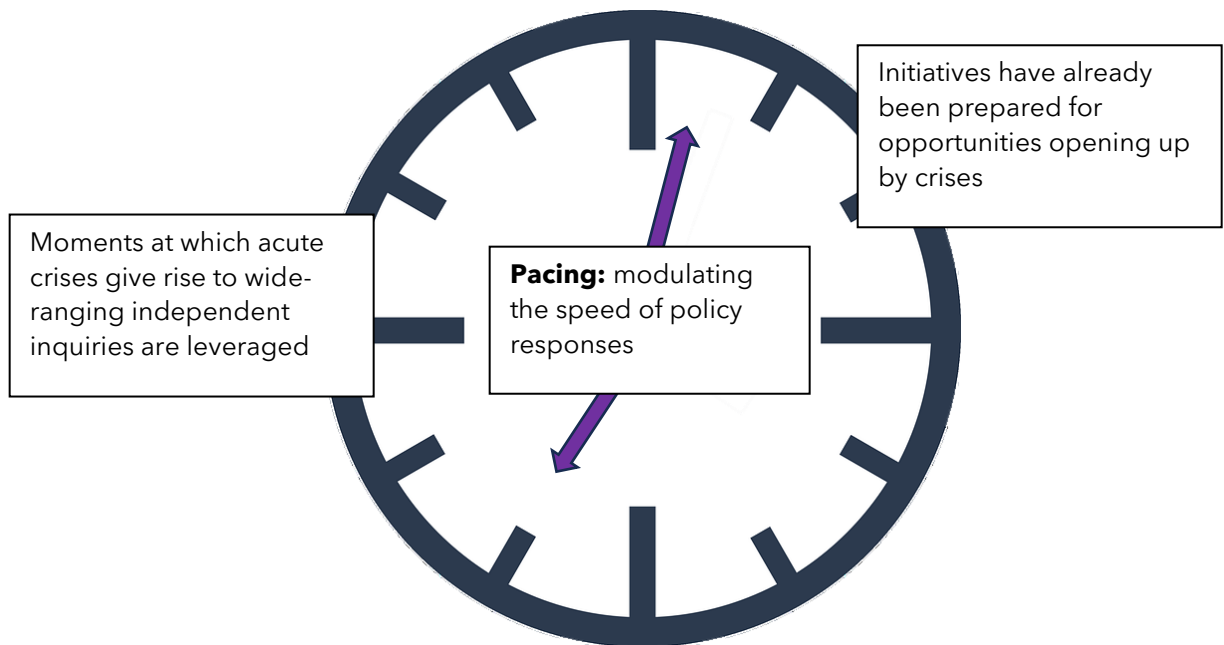 Initiatives have already
been prepared for
opportunities opening up
by crises
Moments at which acute
crises give rise to wide-
ranging independent
inquiries are leveraged
Pacing: modulating
the speed of policy
responses